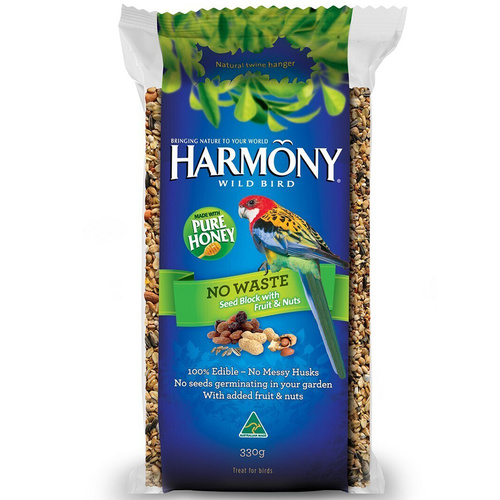 Natural twine hanger
BRINGING NATURE TO YOUR WORLD
HARMONY®
WILD BIRD
MADE WITH
PURE
HONEY
NO WASTE
Seed Block with
Fruit & Nuts
100% Edible – No Messy Husks
No seeds germinating in your garden
With added fruit & nuts
330g
Treat for birds